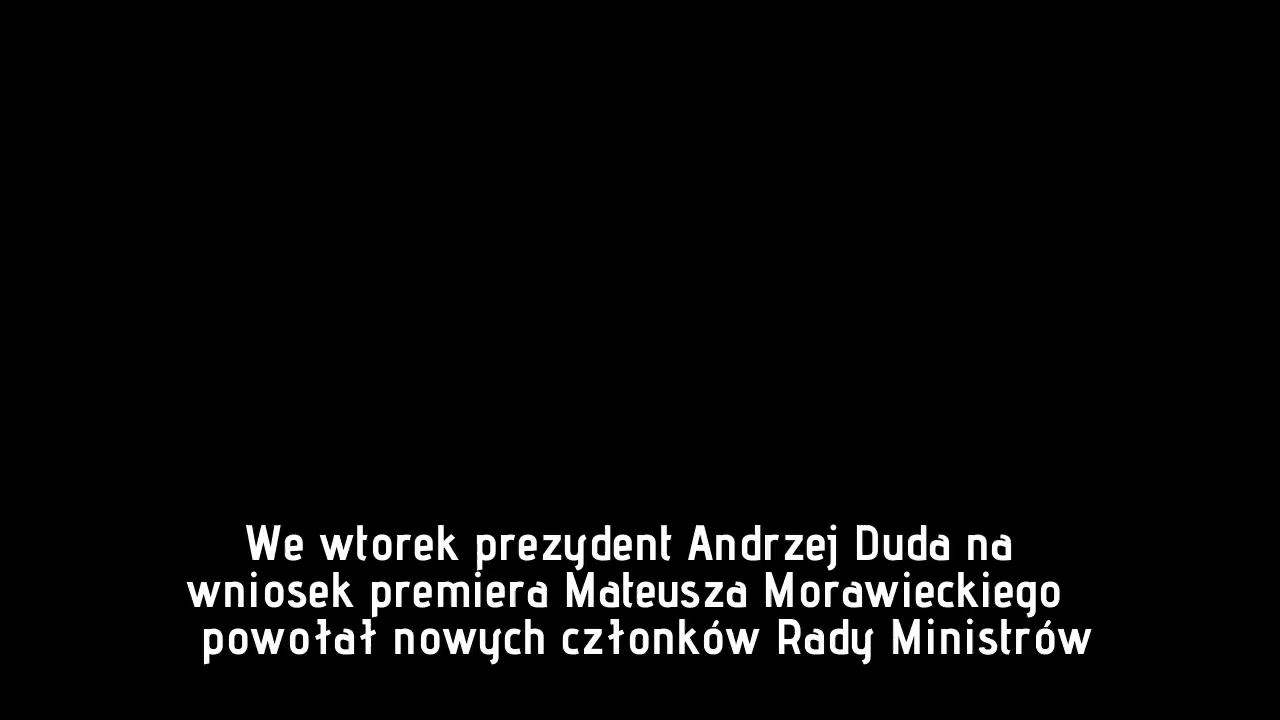 We wtorek prezydent Andrzej Duda na
wniosek premiera Mateusza Morawieckiego
powołał nowych członków Rady Ministrów